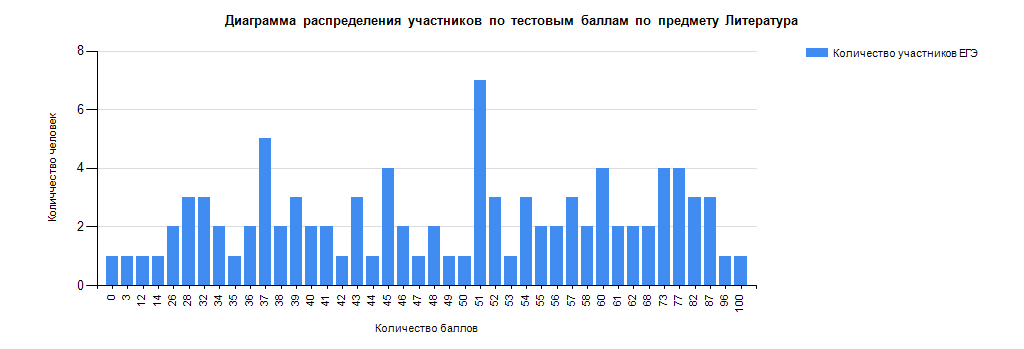 Диаграмма распределения участников по тестовым баллам по предмету Литература
Количество участников ЕГЭ
Количчество человек
8
6
4
2
0
0 3 12 14 26 28 32 34 35 36 37 38 39 40 41 42 43 44 45 46 47 48 49 50 51 52 53 54 55 56 57 58 60 61 62 68 73 77 82 87 96 100
Количество баллов